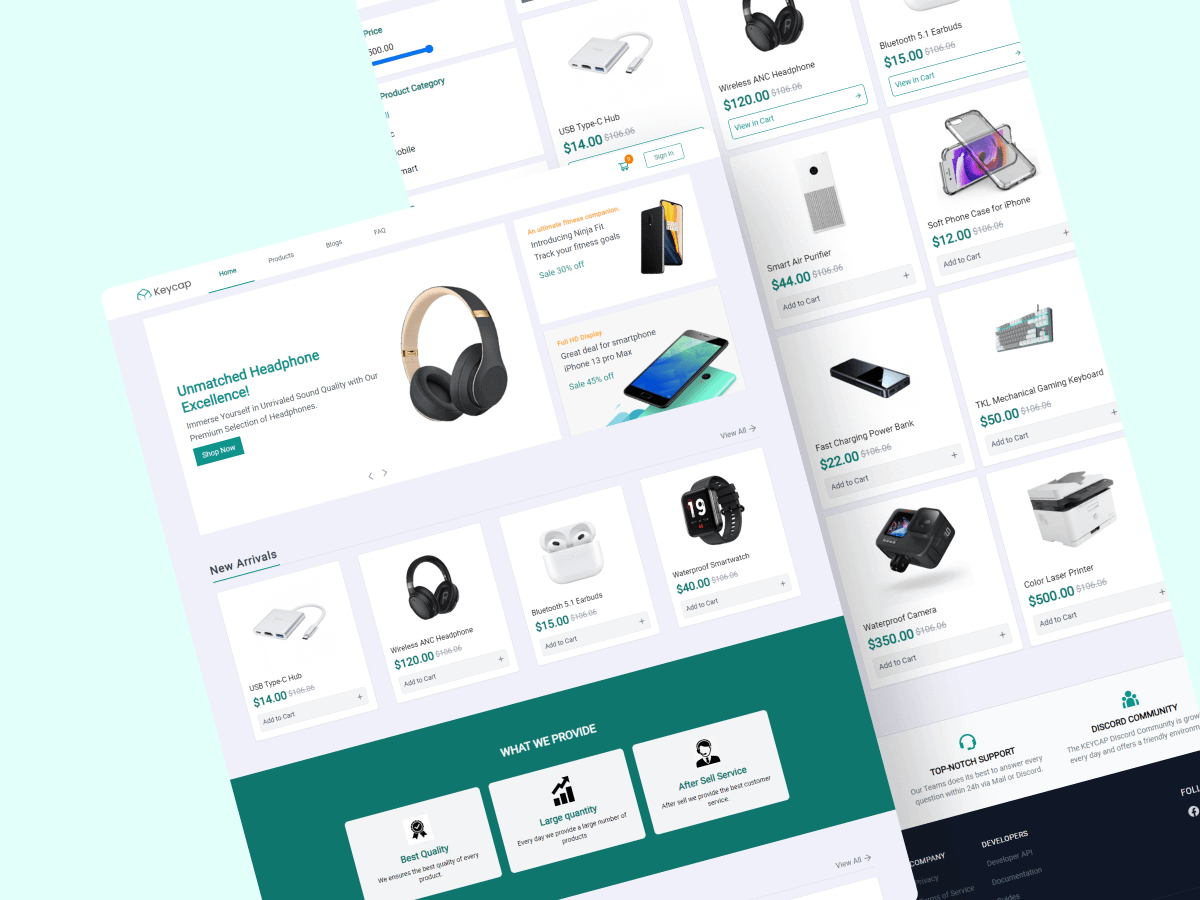 Price
500.00
Product Category
USB Type-C Hub
$14.00 $106.06
Wireless ANC Headphone
$120.00 $106.06
View in Cart
Bluetooth 5.1 Earbuds
$15.00 $106.06
View in Cart
Smart Air Purifier
$44.00 $106.06
Add to Cart
Soft Phone Case for iPhone
$12.00 $106.06
Add to Cart
Fast Charging Power Bank
$22.00 $106.06
Add to Cart
TKL Mechanical Gaming Keyboard
$50.00 $106.06
Add to Cart
Waterproof Camera
$350.00 $106.06
Add to Cart
Color Laser Printer
$500.00 $106.06
Add to Cart
TOP-NOTCH SUPPORT
Our Teams does its best to answer every
question within 24h via Mail or Discord.
DISCORD COMMUNITY
The KEYCAP Discord Community is
every day and offers a friendly
COMPANY
Privacy
of Service
DEVELOPERS
Developer API
Documentation
Guides
Keycap
Home
Products
Blogs
FAQ
0
Sign In
Unmatched Headphone
Excellence!
Immerse Yourself in Unrivaled Sound Quality with Our
Premium Selection of Headphones.
Shop Now
An ultimate fitness companion.
Introducing Ninja Fit
Track your fitness goals
Sale 30% off
Full HD Display
Great deal for smartphone
iPhone 13 pro Max
Sale 45% off
New Arrivals
View All
USB Type-C Hub
$14.00 $106.06
Add to Cart
Wireless ANC Headphone
$120.00 $106.06
Add to Cart
Bluetooth 5.1 Earbuds
$15.00 $106.06
Add to Cart
19
Waterproof Smartwatch
$40.00 $106.06
Add to Cart
WHAT WE PROVIDE
Best Quality
We ensures the best quality of every
product.
Large quantity
Every day we provide a large number of
products
After Sell Service
After sell we provide the best customer
service.
View All